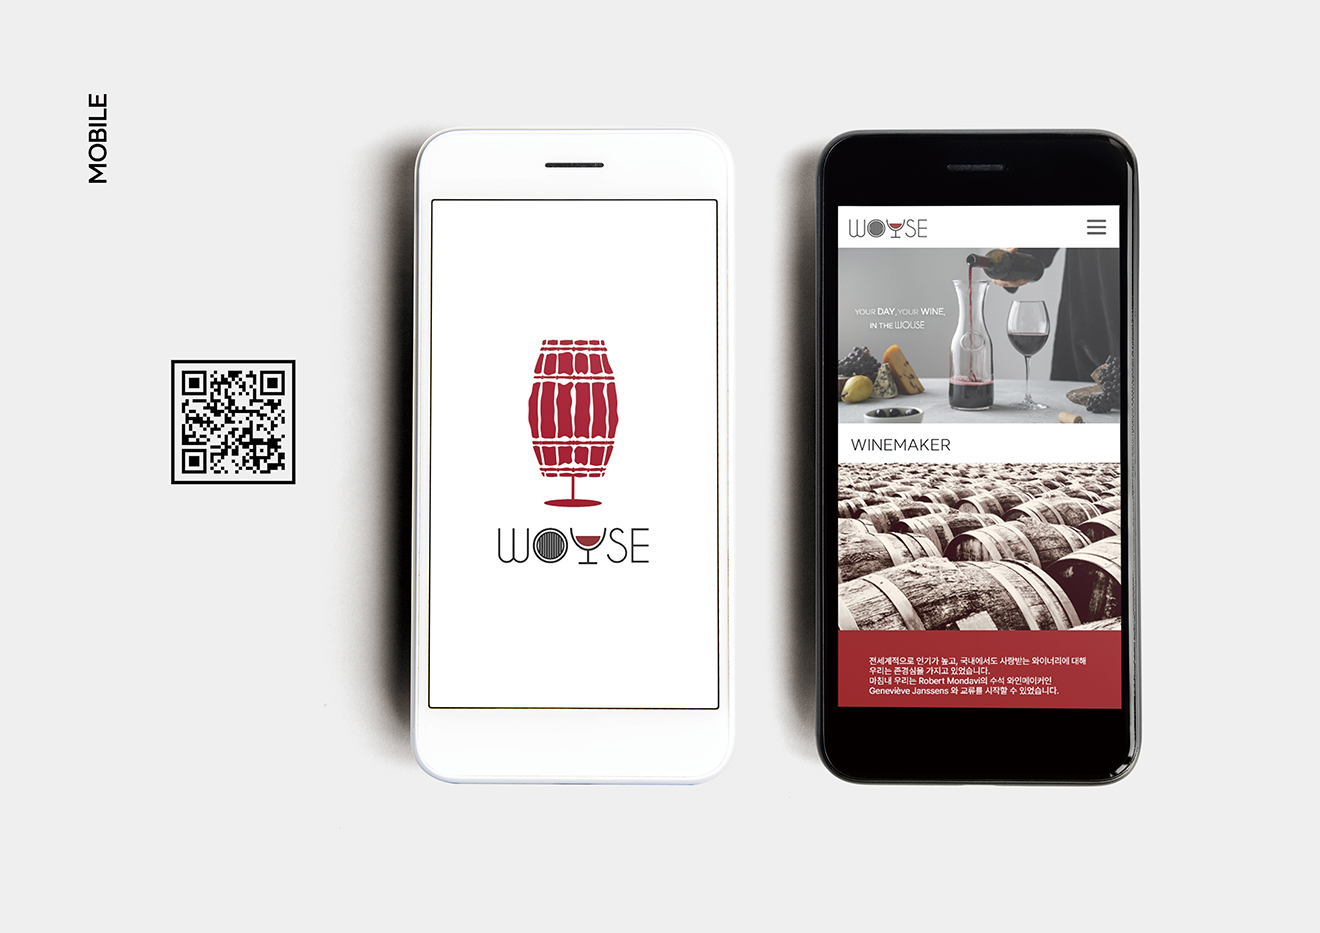 MOBILE
WOUSE
WOUSE
YOUR DAY, YOUR WINE,
IN THE WOUSE
WINEMAKER
전세계적으로 인기가 높고, 국내에서도 사랑받는 와이너리에 대해
우리는 존경심을 가지고 있었습니다.
마침내 우리는 Robert Mondavi의 수석 와인메이커인
Geneviève Janssens 와 교류를 시작할 수 있었습니다.